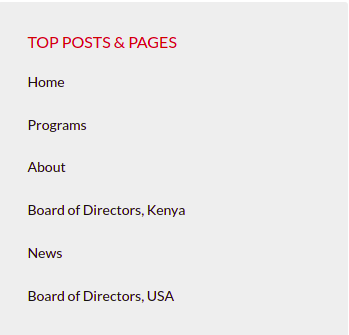 TOP POSTS & PAGES
Home
Programs
About
Board of Directors, Kenya
News
Board of Directors, USA